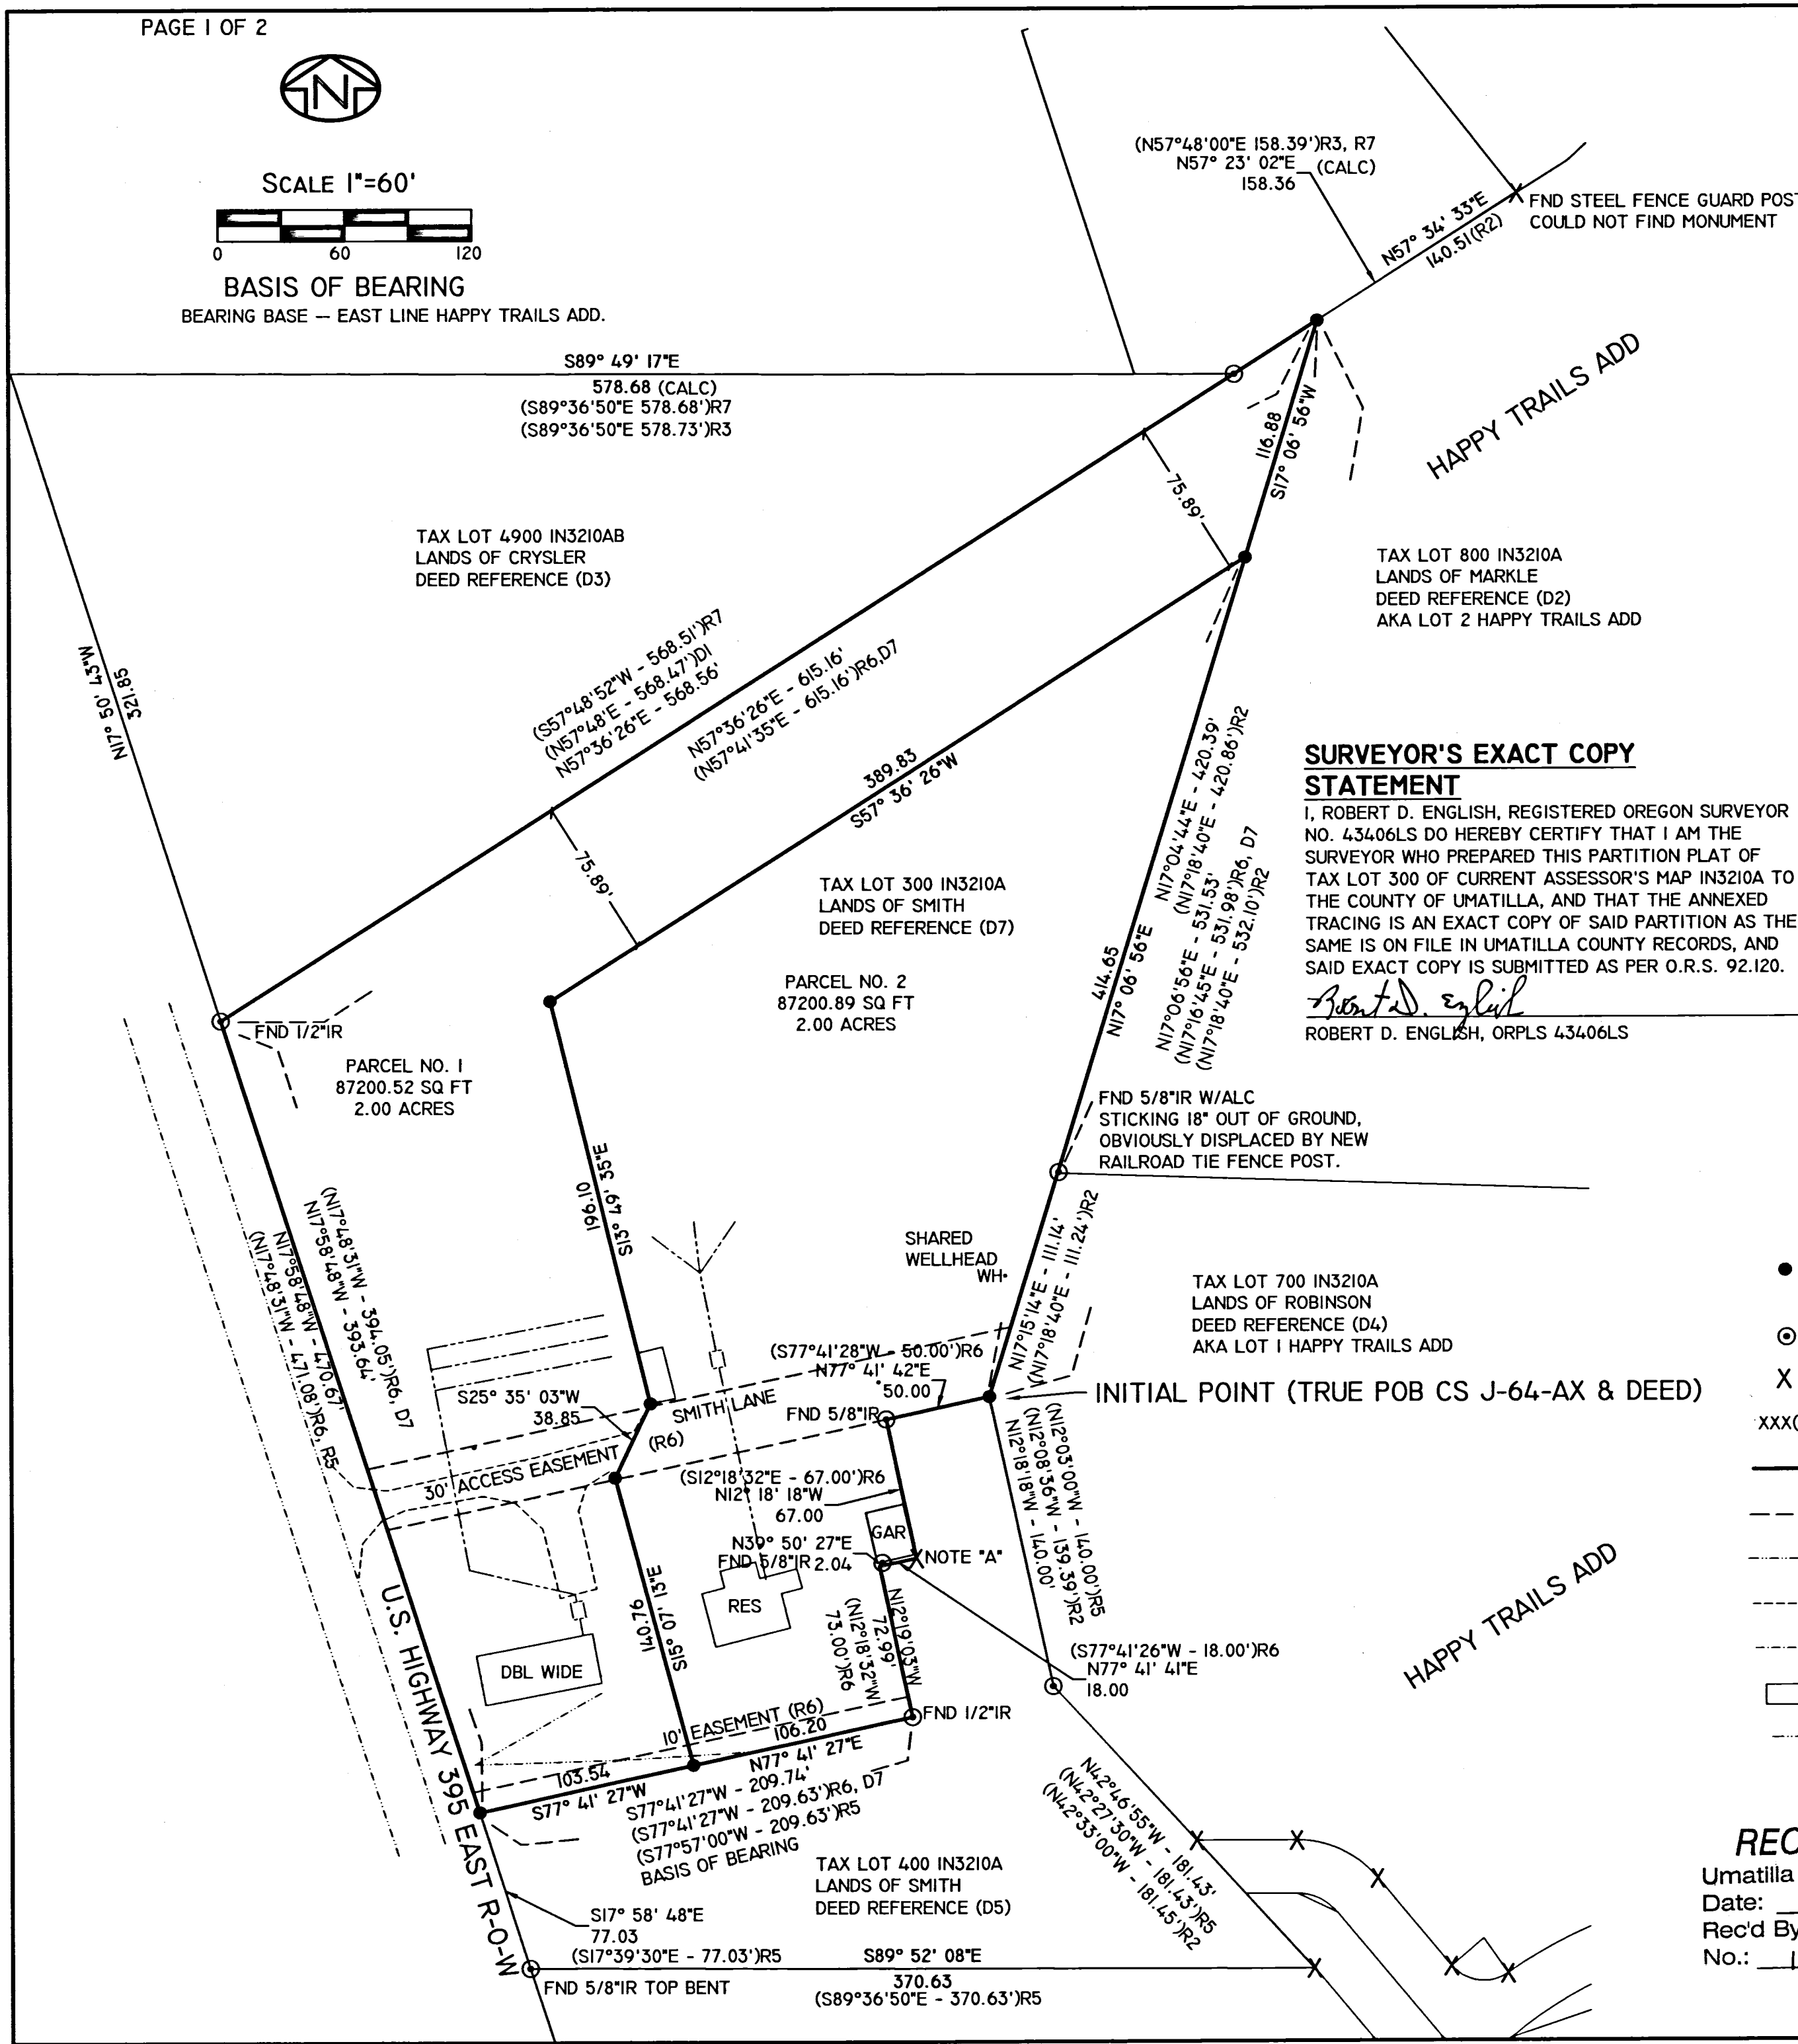 PAGE 1 OF 2
N
SCALE 1"=60'
0 60 120
BASIS OF BEARING
BEARING BASE -- EAST LINE HAPPY TRAILS ADD.
(N57°48'00"E 158.39')R3, R7
N57° 23' 02"E (CALC)
158.36
N57° 34' 33"E
140.51(R2)
FND STEEL FENCE GUARD POST
COULD NOT FIND MONUMENT
S89° 49' 17"E
578.68 (CALC)
(S89°36'50"E 578.68')R7
(S89°36'50"E 578.73')R3
116.88
S17° 06' 56"W
HAPPY TRAILS ADD
75.89'
TAX LOT 4900 1N3210AB
LANDS OF CRYSLER
DEED REFERENCE (D3)
TAX LOT 800 1N3210A
LANDS OF MARKLE
DEED REFERENCE (D2)
AKA LOT 2 HAPPY TRAILS ADD
N17° 50' 43"W
321.85
(S57°48'52"W - 568.51')R7
(N57°48'E - 568.47')D1
N57°36'26"E - 568.56'
N57°36'26"E - 615.16'
(N57°41'35"E - 615.16')R6,D7
389.83
S57° 36' 26"W
75.89'
N17°04'44"E - 420.39'
(N17°18'40"E - 420.86')R2
414.65
N17° 06' 56"E
N17°06'56"E - 531.53'
(N17°16'45"E - 531.98')R6, D7
(N17°18'40"E - 532.10')R2
SURVEYOR'S EXACT COPY
STATEMENT
I, ROBERT D. ENGLISH, REGISTERED OREGON SURVEYOR
NO. 43406LS DO HEREBY CERTIFY THAT I AM THE
SURVEYOR WHO PREPARED THIS PARTITION PLAT OF
TAX LOT 300 OF CURRENT ASSESSOR'S MAP 1N3210A TO
THE COUNTY OF UMATILLA, AND THAT THE ANNEXED
TRACING IS AN EXACT COPY OF SAID PARTITION AS THE
SAME IS ON FILE IN UMATILLA COUNTY RECORDS, AND
SAID EXACT COPY IS SUBMITTED AS PER O.R.S. 92.120.
Robert D. English
ROBERT D. ENGLISH, ORPLS 43406LS
TAX LOT 300 1N3210A
LANDS OF SMITH
DEED REFERENCE (D7)
PARCEL NO. 2
87200.89 SQ FT
2.00 ACRES
FND 1/2"IR
PARCEL NO. 1
87200.52 SQ FT
2.00 ACRES
FND 5/8"IR W/ALC
STICKING 18" OUT OF GROUND,
OBVIOUSLY DISPLACED BY NEW
RAILROAD TIE FENCE POST.
196.10
S13° 49' 35"E
(N17°48'31"W - 394.05')R6, D7
N17°58'48"W - 393.64'
N17°58'48"W - 470.67'
(N17°48'31"W - 471.08')R6, R5
SHARED
WELLHEAD
WH
N17°15'14"E - 111.14'
(N17°18'40"E - 111.24')R2
TAX LOT 700 1N3210A
LANDS OF ROBINSON
DEED REFERENCE (D4)
AKA LOT 1 HAPPY TRAILS ADD
(S77°41'28"W - 50.00')R6
N77° 41' 42"E
50.00
INITIAL POINT (TRUE POB CS J-64-AX & DEED)
X
XXX(
S25° 35' 03"W
38.85
SMITH LANE
(R6)
30' ACCESS EASEMENT
FND 5/8"IR
(S12°18'32"E - 67.00')R6
N12° 18' 18"W
67.00
(N12°03'00"W - 140.00')R5
(N12°08'36"W - 139.39')R2
N12°18'18"W - 140.00'
GAR
N39° 50' 27"E
FND 5/8"IR 2.04
NOTE "A"
RES
140.76
S15° 07' 13"E
N12°19'03"W
72.99'
(N12°18'32"W
73.00')R6
(S77°41'26"W - 18.00')R6
N77° 41' 41"E
18.00
HAPPY TRAILS ADD
DBL WIDE
U.S. HIGHWAY 395 EAST R-O-W
10' EASEMENT (R6)
106.20
N77° 41' 27"E
FND 1/2"IR
103.54
S77° 41' 27"W
S77°41'27"W - 209.74'
(S77°41'27"W - 209.63')R6, D7
(S77°57'00"W - 209.63')R5
BASIS OF BEARING
N42°46'55"W - 181.43'
(N42°27'30"W - 181.43')R5
(N42°33'00"W - 181.45')R2
TAX LOT 400 1N3210A
LANDS OF SMITH
DEED REFERENCE (D5)
S17° 58' 48"E
77.03
(S17°39'30"E - 77.03')R5
S89° 52' 08"E
370.63
(S89°36'50"E - 370.63')R5
FND 5/8"IR TOP BENT
REC
Umatilla
Date:
Rec'd By
No.: